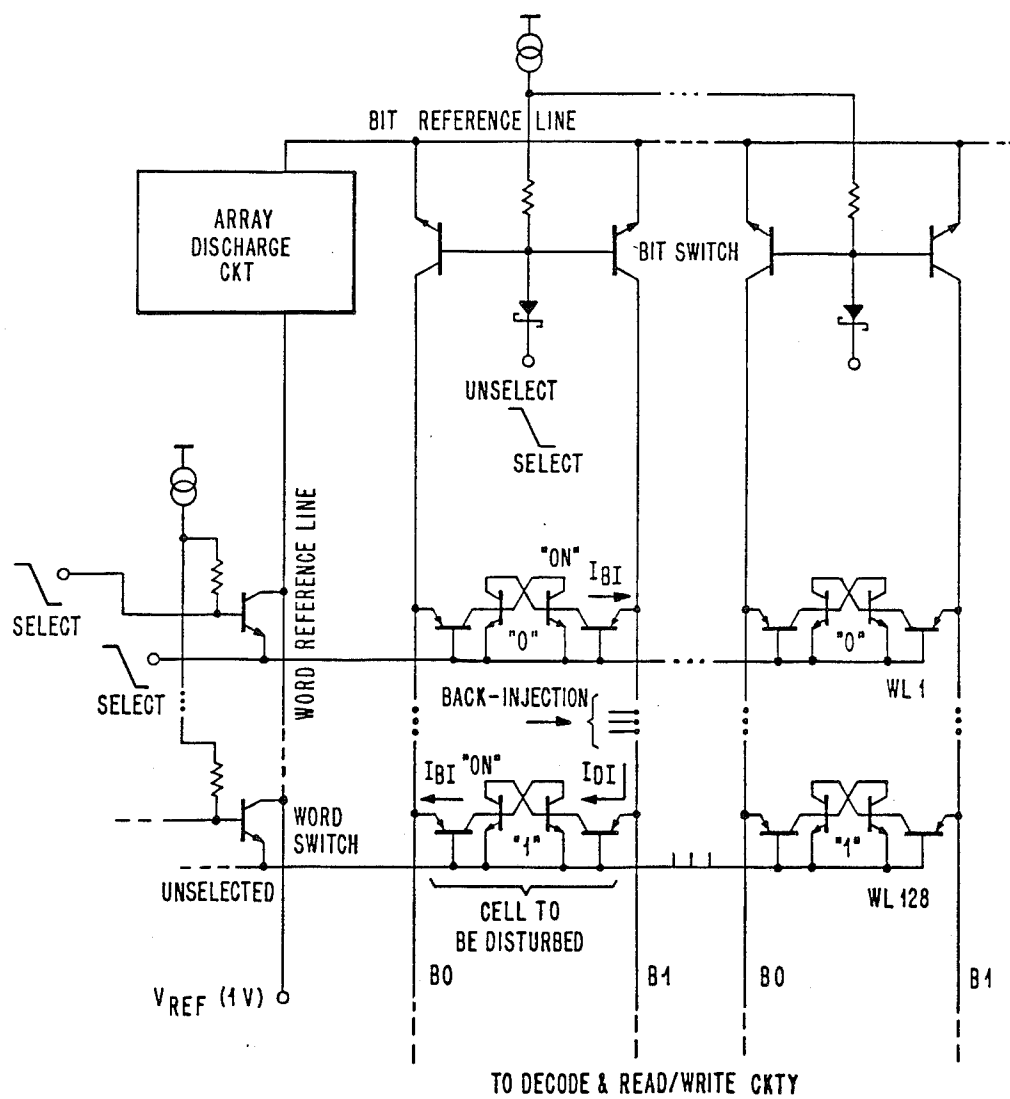 BIT REFERENCE LINE
ARRAY
DISCHARGE
CKT
BIT SWITCH
UNSELECT
SELECT
WORD REFERENCE LINE
SELECT
SELECT
"ON"
IBI
"0"
"0"
WL 1
BACK-INJECTION
IBI
"ON"
IDI
WORD
SWITCH
"1"
"1"
UNSELECTED
WL 128
CELL TO
BE DISTURBED
B0
B1
B0
B1
VREF (1V)
TO DECODE & READ/WRITE CKTY